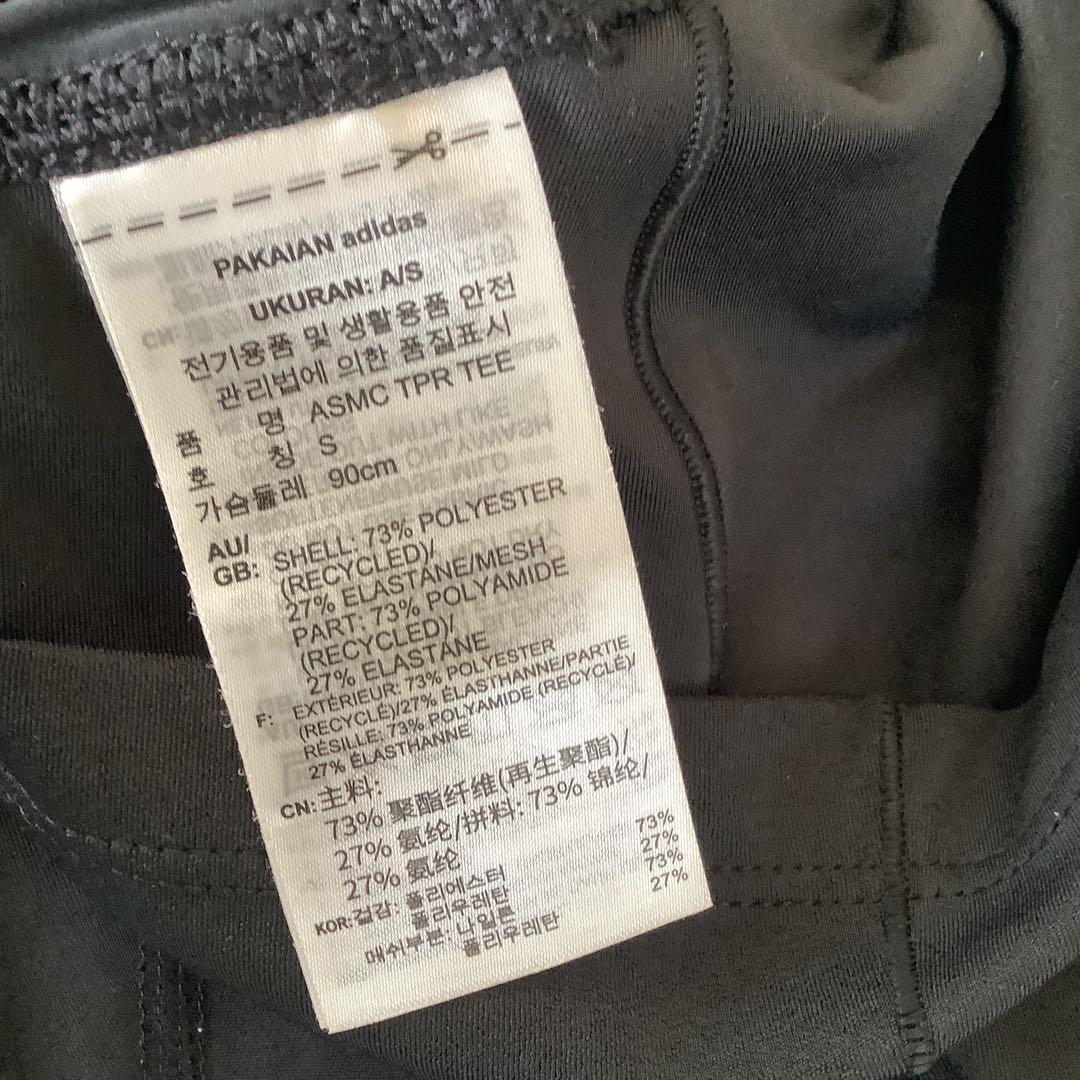 PAKAIAN adidas
UKURAN: A/S
전기용품 및 생활용품 안전
관리법에 의한 품질표시
품 명 ASMC TPR TEE
호 칭 S
가슴둘레 90cm
AU/
GB: SHELL: 73% POLYESTER
(RECYCLED)/
27% ELASTANE/MESH
PART: 73% POLYAMIDE
(RECYCLED)/
27% ELASTANE
F: EXTÉRIEUR: 73% POLYESTER
(RECYCLÉ)/27% ÉLASTHANNE/PARTIE
RÉSILLE: 73% POLYAMIDE (RECYCLÉ)/
27% ÉLASTHANNE
CN: 主料:
73% 聚酯纤维(再生聚酯)/
27% 氨纶/拼料: 73% 锦纶/
27% 氨纶
KOR: 겉감: 폴리에스터 73%
폴리우레탄 27%
매쉬부분: 나일론 73%
폴리우레탄 27%